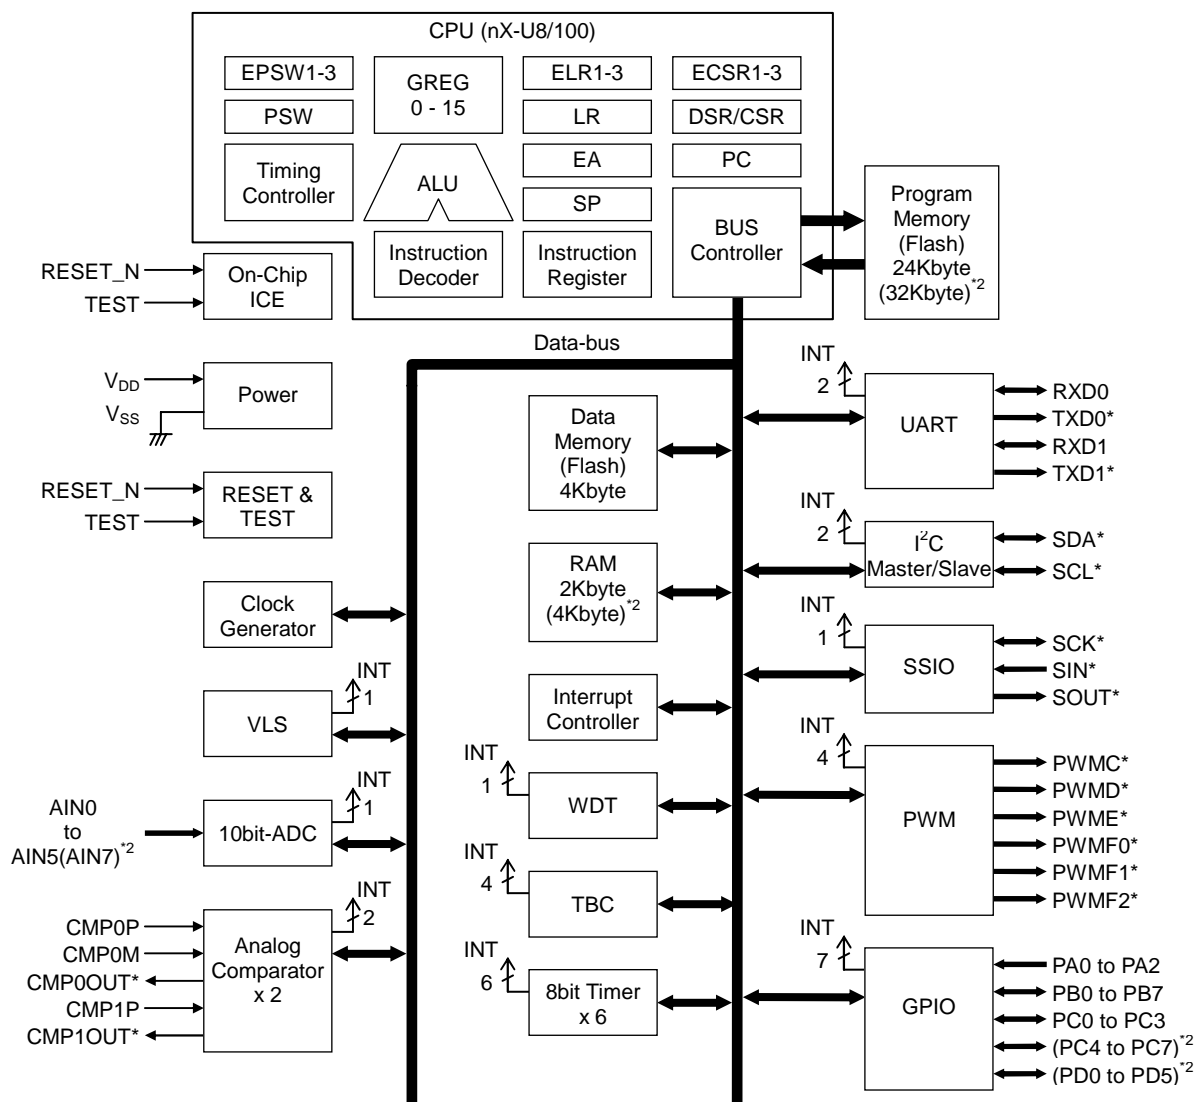 CPU (nX-U8/100)
EPSW1-3
GREG
0 - 15
ELR1-3
ECSR1-3
PSW
LR
DSR/CSR
Timing
Controller
ALU
EA
PC
SP
BUS
Controller
Program
Memory
(Flash)
24Kbyte
(32Kbyte)*2
Instruction
Decoder
Instruction
Register
RESET_N
TEST
On-Chip
ICE
Data-bus
VDD
VSS
Power
RESET_N
TEST
RESET &
TEST
Clock
Generator
VLS
INT
1
AIN0
to
AIN5(AIN7)*2
10bit-ADC
INT
1
CMP0P
CMP0M
CMP0OUT*
CMP1P
CMP1OUT*
Analog
Comparator
x 2
INT
2
Data
Memory
(Flash)
4Kbyte
RAM
2Kbyte
(4Kbyte)*2
Interrupt
Controller
INT
1
WDT
INT
4
TBC
INT
6
8bit Timer
x 6
INT
2
UART
RXD0
TXD0*
RXD1
TXD1*
INT
2
I2C
Master/Slave
SDA*
SCL*
INT
1
SSIO
SCK*
SIN*
SOUT*
INT
4
PWM
PWMC*
PWMD*
PWME*
PWMF0*
PWMF1*
PWMF2*
INT
7
GPIO
PA0 to PA2
PB0 to PB7
PC0 to PC3
(PC4 to PC7)*2
(PD0 to PD5)*2